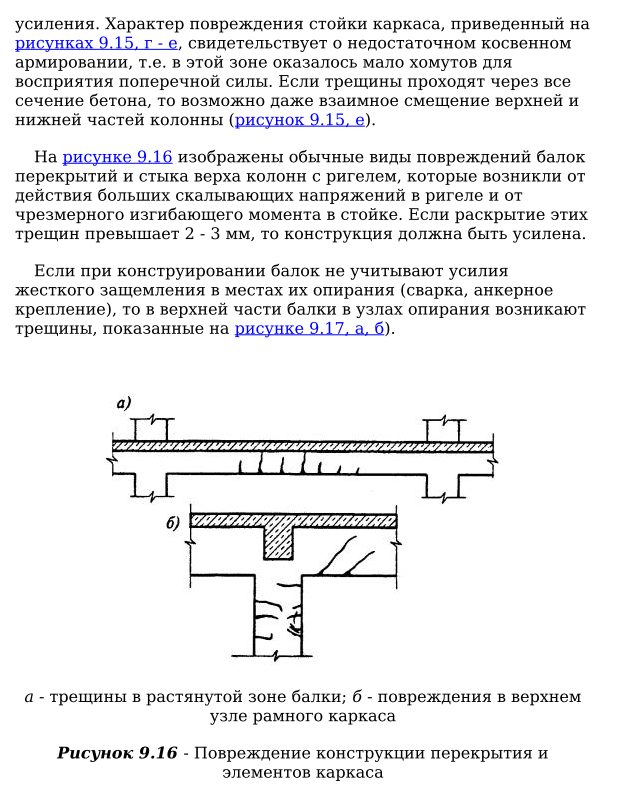 усиления. Характер повреждения стойки каркаса, приведенный на
рисунках 9.15, г - е, свидетельствует о недостаточном косвенном
армировании, т.е. в этой зоне оказалось мало хомутов для
восприятия поперечной силы. Если трещины проходят через все
сечение бетона, то возможно даже взаимное смещение верхней и
нижней частей колонны (рисунок 9.15, е).
На рисунке 9.16 изображены обычные виды повреждений балок
перекрытий и стыка верха колонн с ригелем, которые возникли от
действия больших скалывающих напряжений в ригеле и от
чрезмерного изгибающего момента в стойке. Если раскрытие этих
трещин превышает 2 - 3 мм, то конструкция должна быть усилена.
Если при конструировании балок не учитывают усилия
жесткого защемления в местах их опирания (сварка, анкерное
крепление), то в верхней части балки в узлах опирания возникают
трещины, показанные на рисунке 9.17, а, б).
а)
б)
а - трещины в растянутой зоне балки; б - повреждения в верхнем
узле рамного каркаса
Рисунок 9.16 - Повреждение конструкции перекрытия и
элементов каркаса